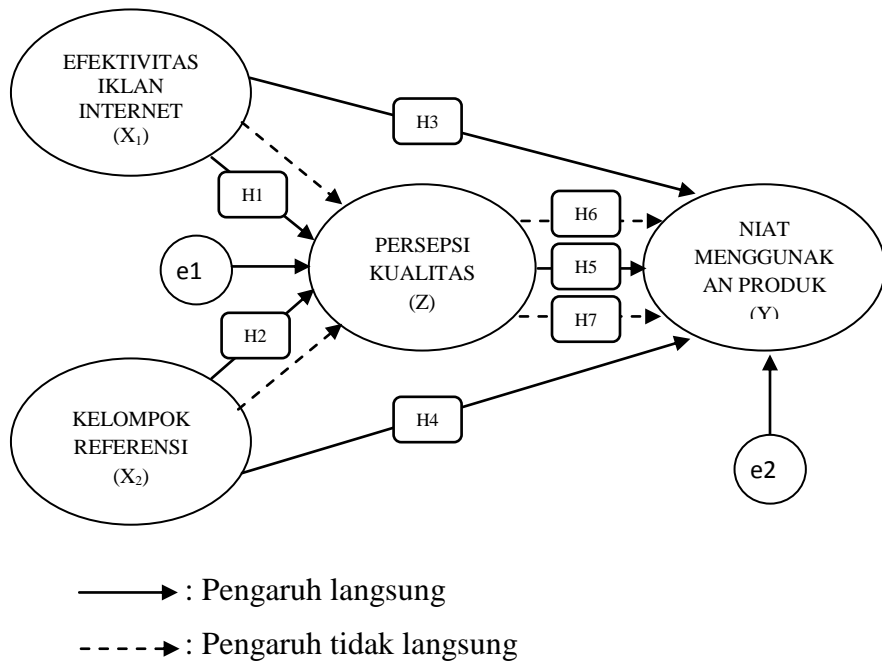 EFEKTIVITAS
IKLAN
INTERNET
(X₁)
H3
H1
H6
PERSEPSI
KUALITAS
(Z)
NIAT
MENGGUNAK
AN PRODUK
(Y)
e1
H5
H7
H2
KELOMPOK
REFERENSI
(X₂)
H4
e2
: Pengaruh langsung
: Pengaruh tidak langsung